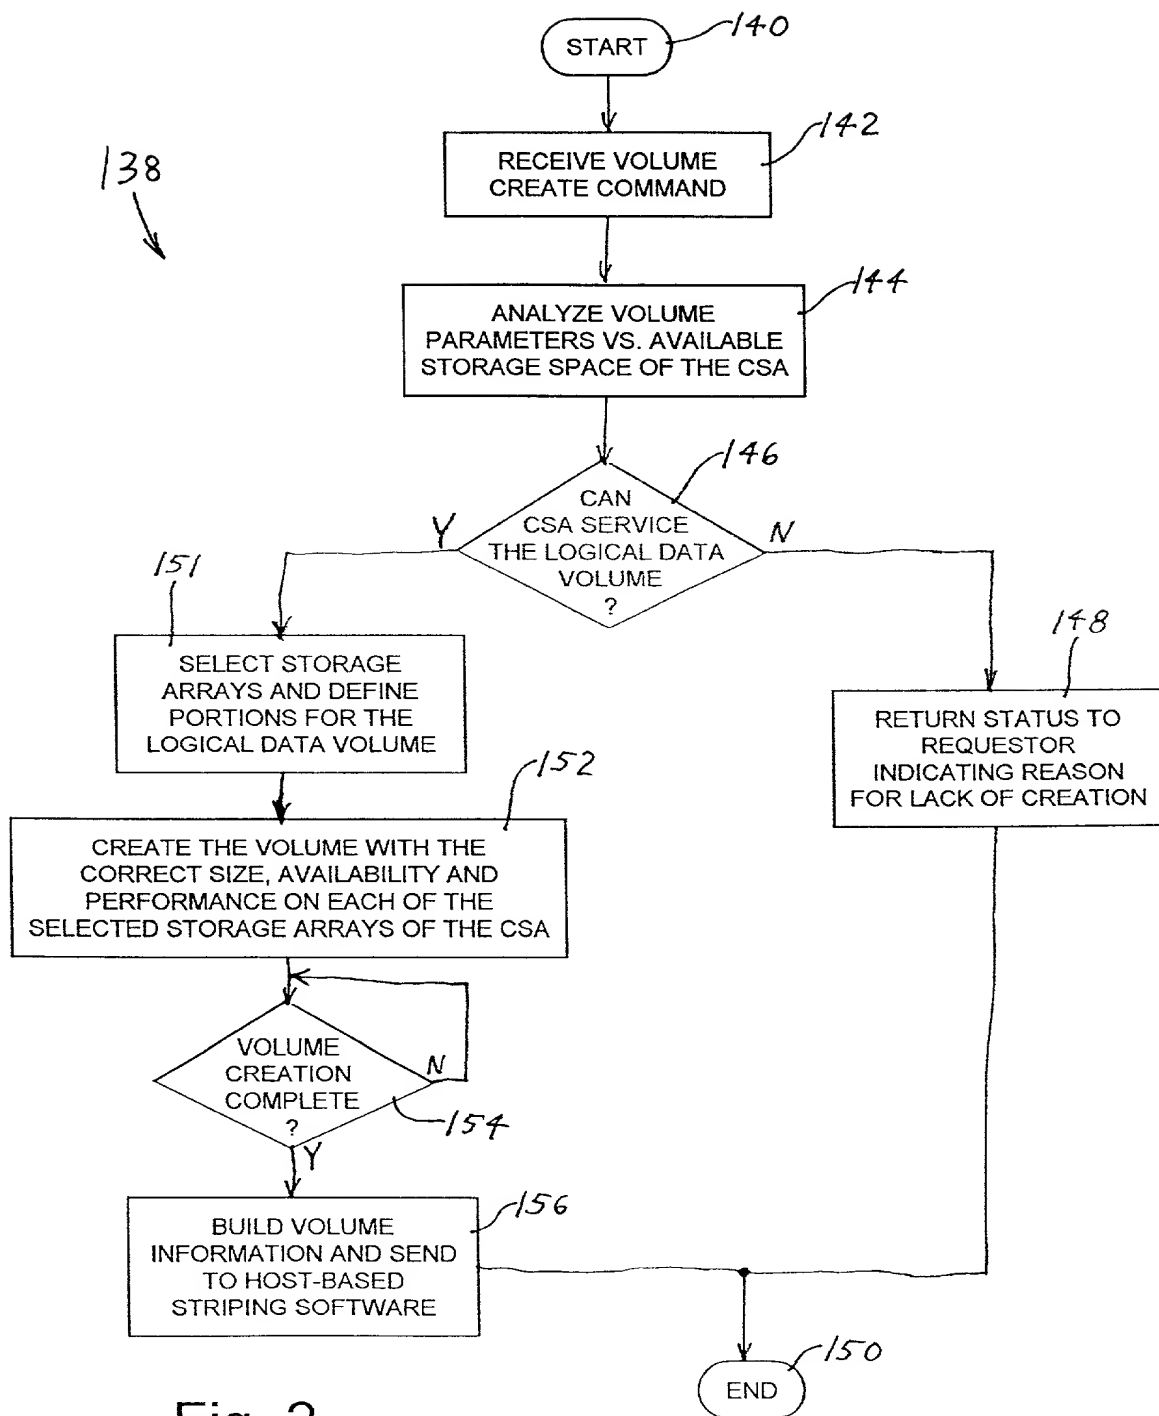 START
140
RECEIVE VOLUME
CREATE COMMAND
142
138
ANALYZE VOLUME
PARAMETERS VS. AVAILABLE
STORAGE SPACE OF THE CSA
144
CAN
CSA SERVICE
THE LOGICAL DATA
VOLUME
?
146
Y
N
151
SELECT STORAGE
ARRAYS AND DEFINE
PORTIONS FOR THE
LOGICAL DATA VOLUME
148
RETURN STATUS TO
REQUESTOR
INDICATING REASON
FOR LACK OF CREATION
152
CREATE THE VOLUME WITH THE
CORRECT SIZE, AVAILABILITY AND
PERFORMANCE ON EACH OF THE
SELECTED STORAGE ARRAYS OF THE CSA
VOLUME
CREATION
COMPLETE
?
N
154
Y
BUILD VOLUME
INFORMATION AND SEND
TO HOST-BASED
STRIPING SOFTWARE
156
150
END
Fig.